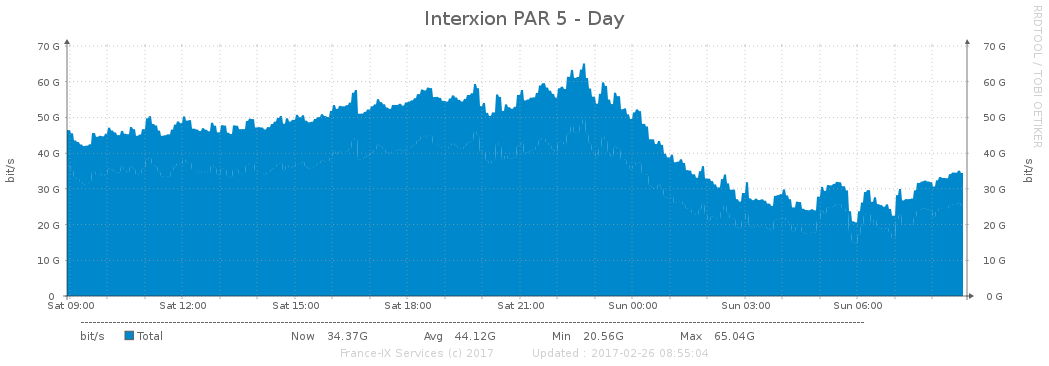 Interxion PAR 5 - Day
RRDTOOL / TOBI OETIKER
70 G 70 G
60 G 60 G
50 G 50 G
40 G 40 G
30 G 30 G
20 G 20 G
10 G 10 G
0 0 G
bit/s
bit/s
Sat 09:00 Sat 12:00 Sat 15:00 Sat 18:00 Sat 21:00 Sun 00:00 Sun 03:00 Sun 06:00
bit/s Total Now 34.37G Avg 44.12G Min 20.56G Max 65.04G
France-IX Services (c) 2017 Updated : 2017-02-26 08:55:04